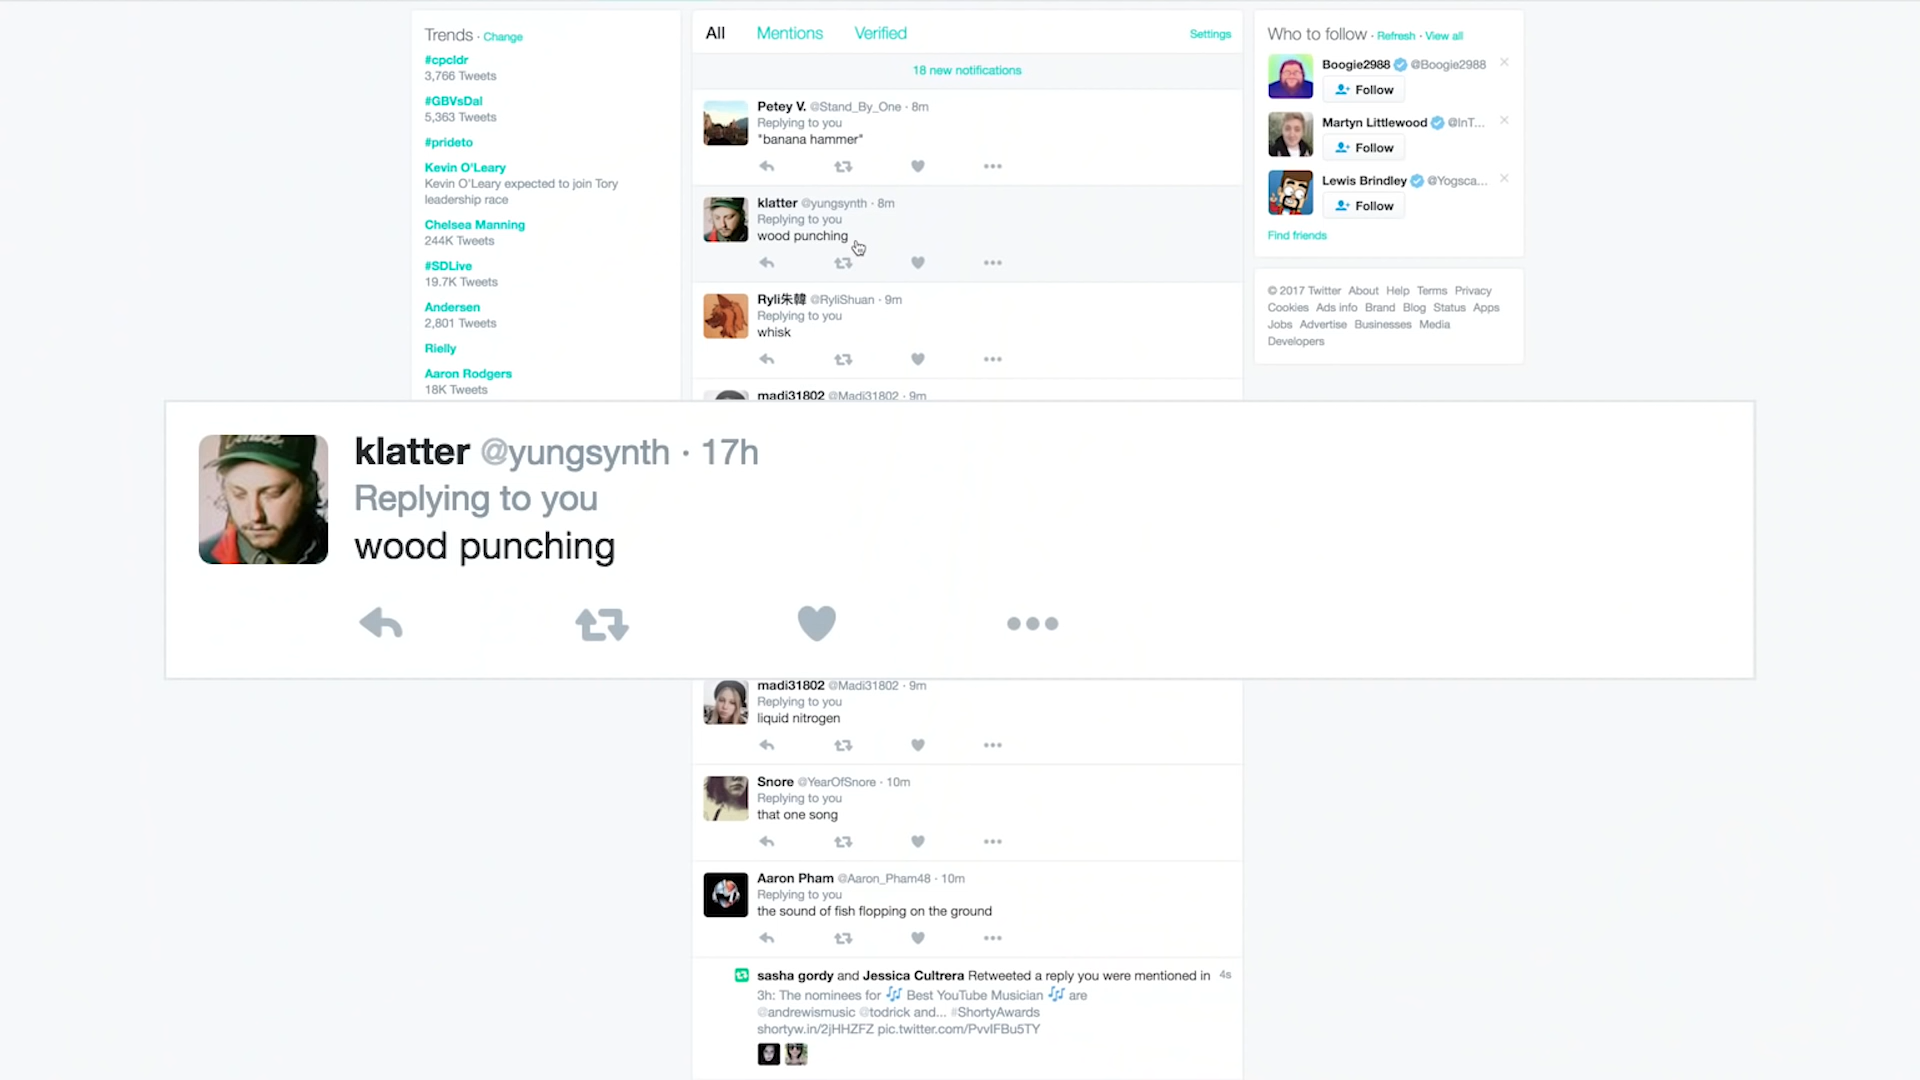 Trends · Change
#cpcldr
3,766 Tweets
#GBVsDal
5,363 Tweets
#prideto
Kevin O'Leary
Kevin O'Leary expected to join Tory
leadership race
Chelsea Manning
244K Tweets
#SDLive
19.7K Tweets
Andersen
2,801 Tweets
Rielly
Aaron Rodgers
18K Tweets
All Mentions Verified Settings
18 new notifications
Petey V. @Stand_By_One · 8m
Replying to you
"banana hammer"
klatter @yungsynth · 8m
Replying to you
wood punching
Ryli朱韓 @RyliShuan · 9m
Replying to you
whisk
madi31802 @Madi31802 · 9m
klatter @yungsynth · 17h
Replying to you
wood punching
madi31802 @Madi31802 · 9m
Replying to you
liquid nitrogen
Snore @YearOfSnore · 10m
Replying to you
that one song
Aaron Pham @Aaron_Pham48 · 10m
Replying to you
the sound of fish flopping on the ground
sasha gordy and Jessica Cultrera Retweeted a reply you were mentioned in 4s
3h: The nominees for 🎶 Best YouTube Musician 🎶 are
@andrewismusic @todrick and... #ShortyAwards
shortyw.in/2jHHZFZ pic.twitter.com/PvvIFBu5TY
Who to follow · Refresh · View all
Boogie2988 @Boogie2988
Follow
Martyn Littlewood @InT...
Follow
Lewis Brindley @Yogsca...
Follow
Find friends
© 2017 Twitter About Help Terms Privacy
Cookies Ads info Brand Blog Status Apps
Jobs Advertise Businesses Media
Developers